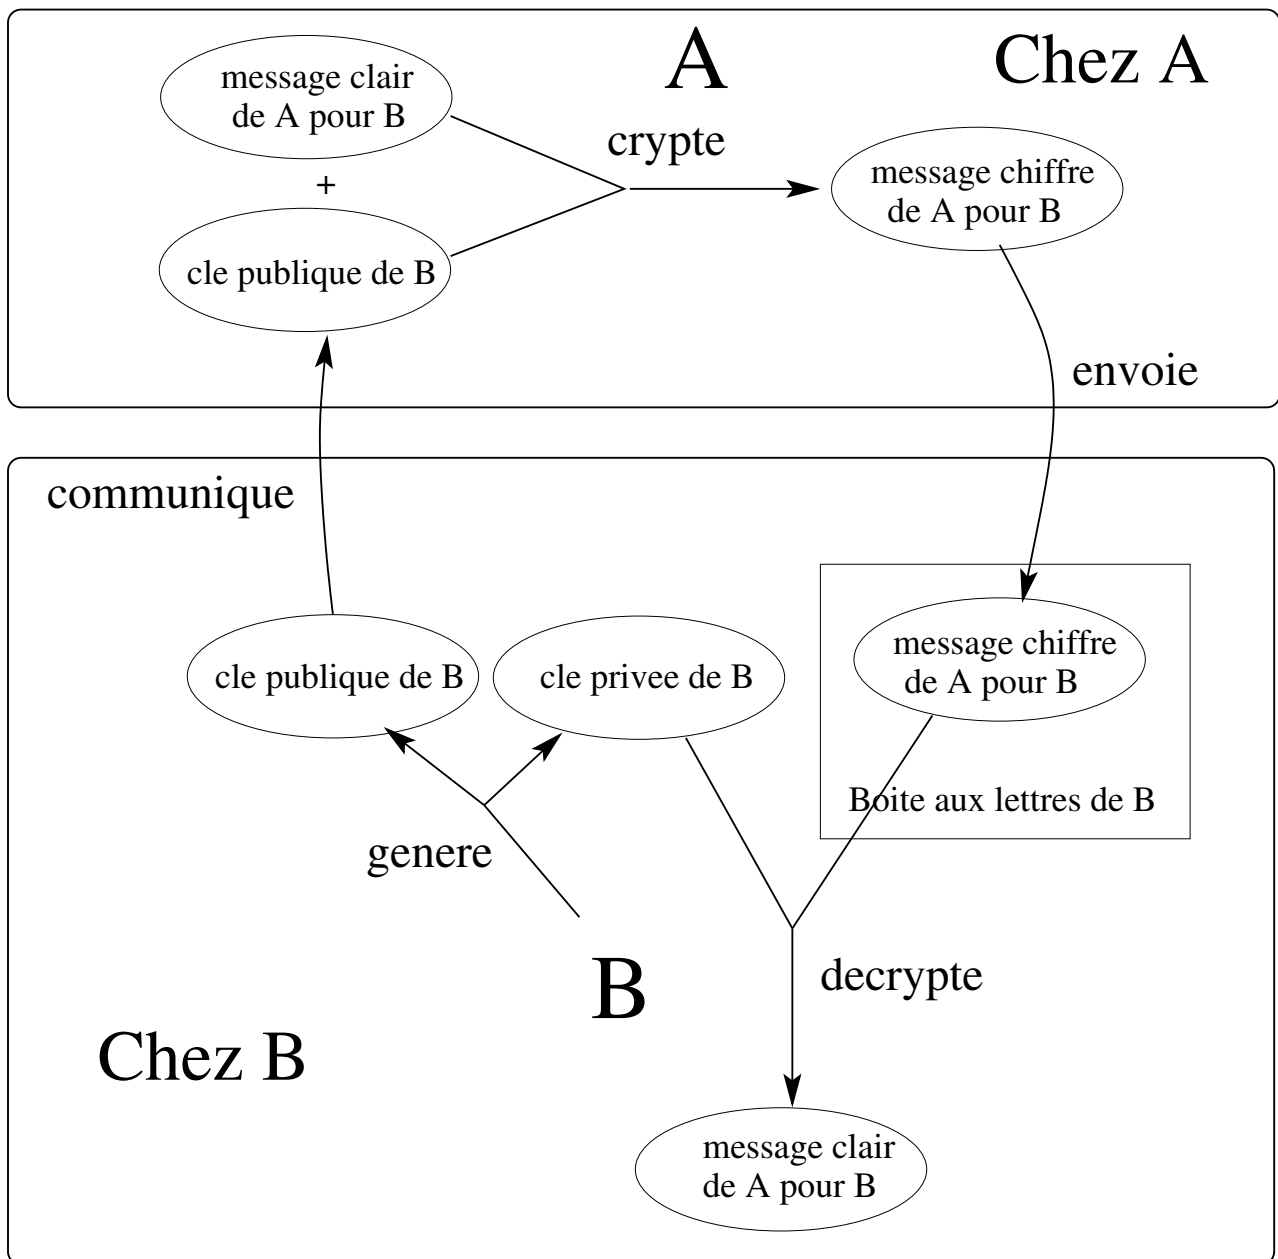 A
Chez A
message clair
de A pour B
crypte
+
message chiffre
de A pour B
cle publique de B
envoie
communique
cle publique de B
cle privee de B
message chiffre
de A pour B
Boite aux lettres de B
genere
B
decrypte
Chez B
message clair
de A pour B